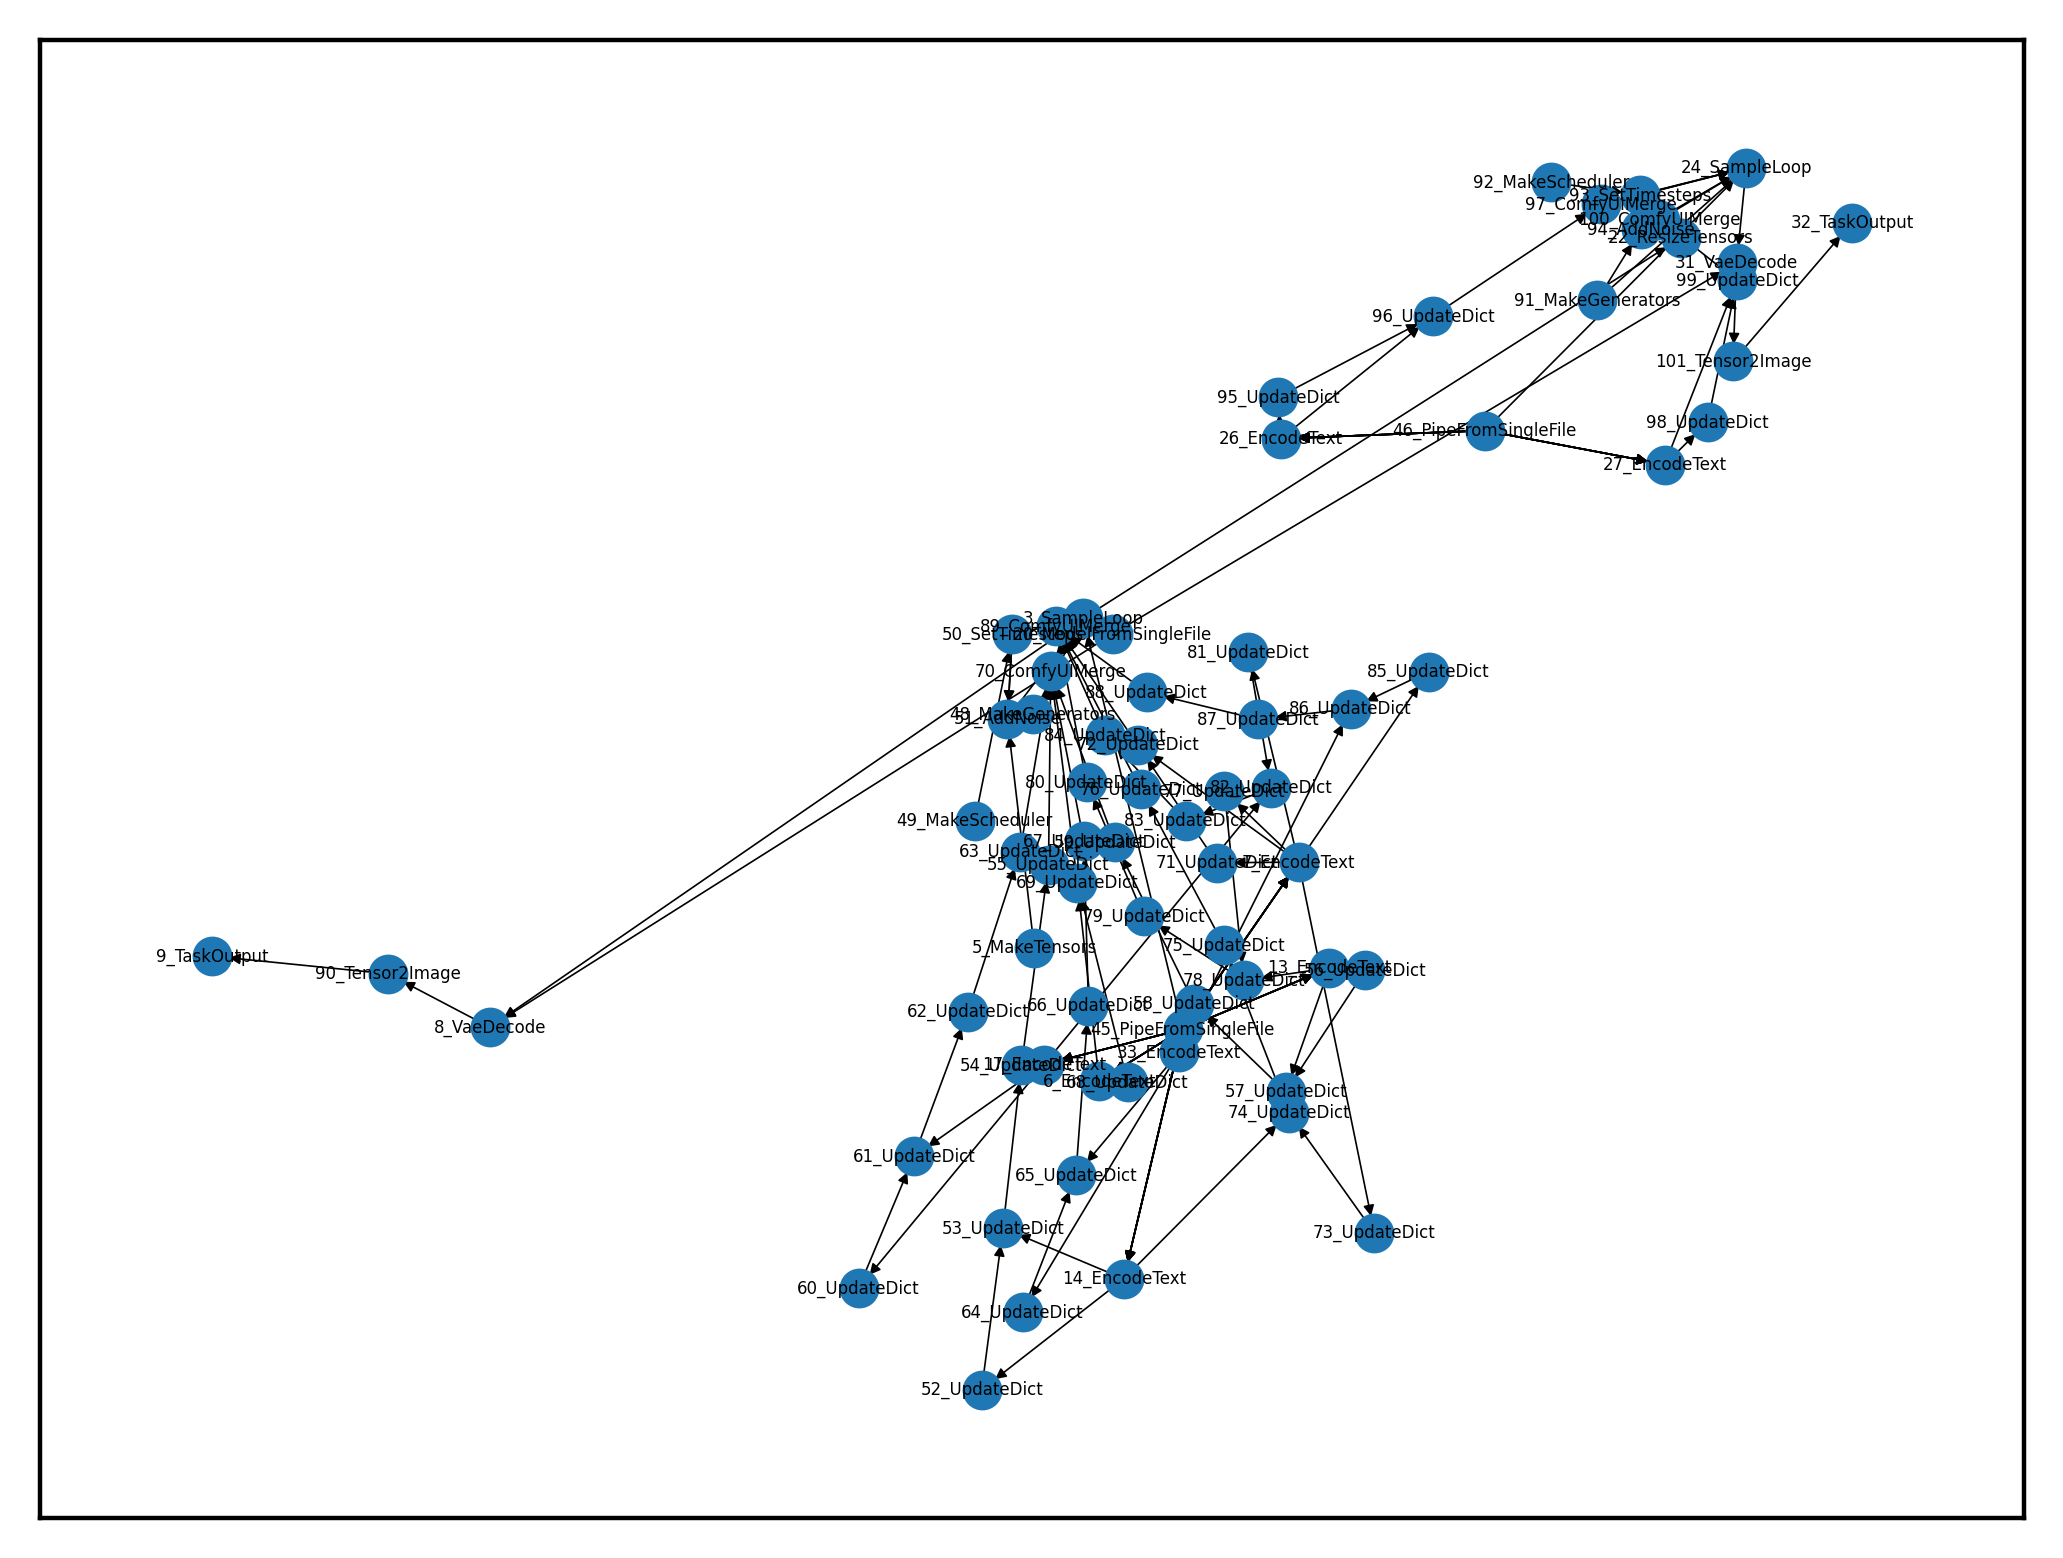 24_SampleLoop
92_MakeScheduler
93_SetTimesteps
97_ComfyUIMerge
100_ComfyUIMerge
32_TaskOutput
94_AddNoise
22_ResizeTensors
31_VaeDecode
99_UpdateDict
91_MakeGenerators
96_UpdateDict
101_Tensor2Image
95_UpdateDict
98_UpdateDict
46_PipeFromSingleFile
26_EncodeText
27_EncodeText
3_SampleLoop
89_ComfyUIMerge
50_SetTimesteps
81_UpdateDict
70_ComfyUIMerge
85_UpdateDict
88_UpdateDict
86_UpdateDict
48_MakeGenerators
51_AddNoise
87_UpdateDict
84_UpdateDict
72_UpdateDict
80_UpdateDict
76_UpdateDict
77_UpdateDict
82_UpdateDict
49_MakeScheduler
83_UpdateDict
67_UpdateDict
59_UpdateDict
63_UpdateDict
55_UpdateDict
71_UpdateDict
7_EncodeText
69_UpdateDict
79_UpdateDict
75_UpdateDict
5_MakeTensors
9_TaskOutput
90_Tensor2Image
13_EncodeText
56_UpdateDict
78_UpdateDict
58_UpdateDict
66_UpdateDict
62_UpdateDict
8_VaeDecode
45_PipeFromSingleFile
33_EncodeText
54_UpdateDict
17_EncodeText
6_EncodeText
68_UpdateDict
57_UpdateDict
74_UpdateDict
61_UpdateDict
65_UpdateDict
53_UpdateDict
73_UpdateDict
14_EncodeText
60_UpdateDict
64_UpdateDict
52_UpdateDict